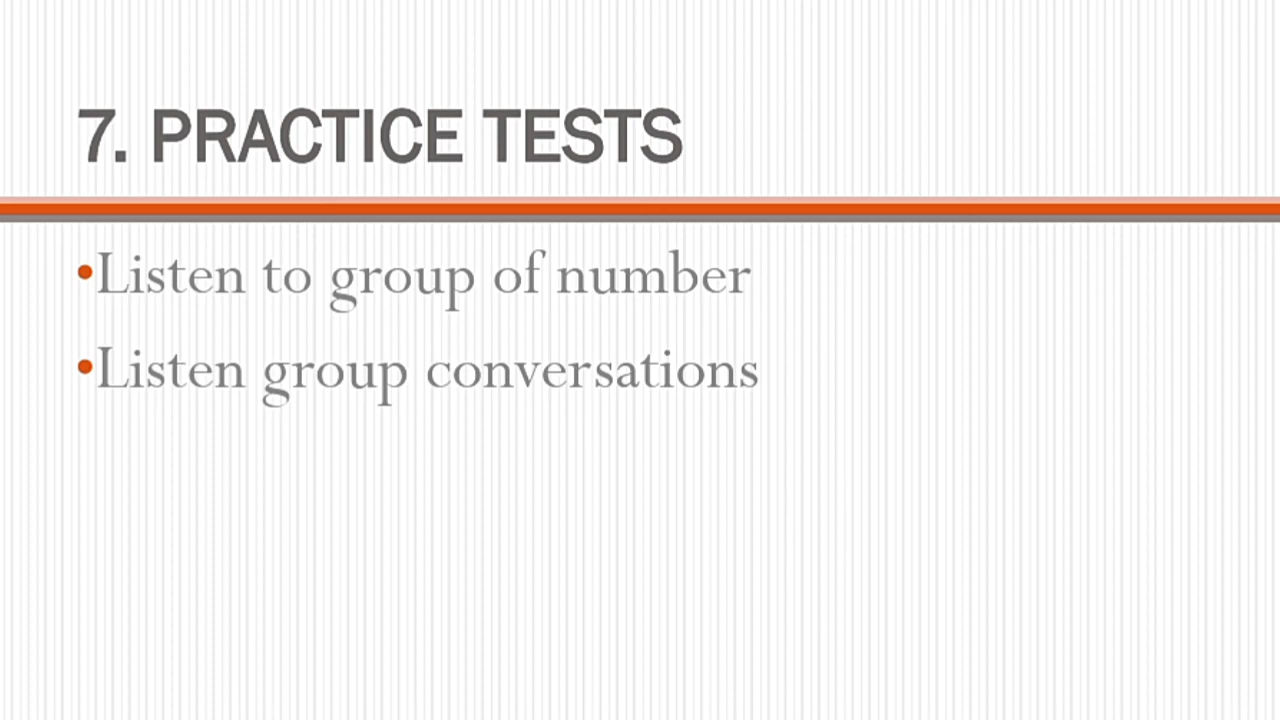 7. PRACTICE TESTS
•Listen to group of number
•Listen group conversations